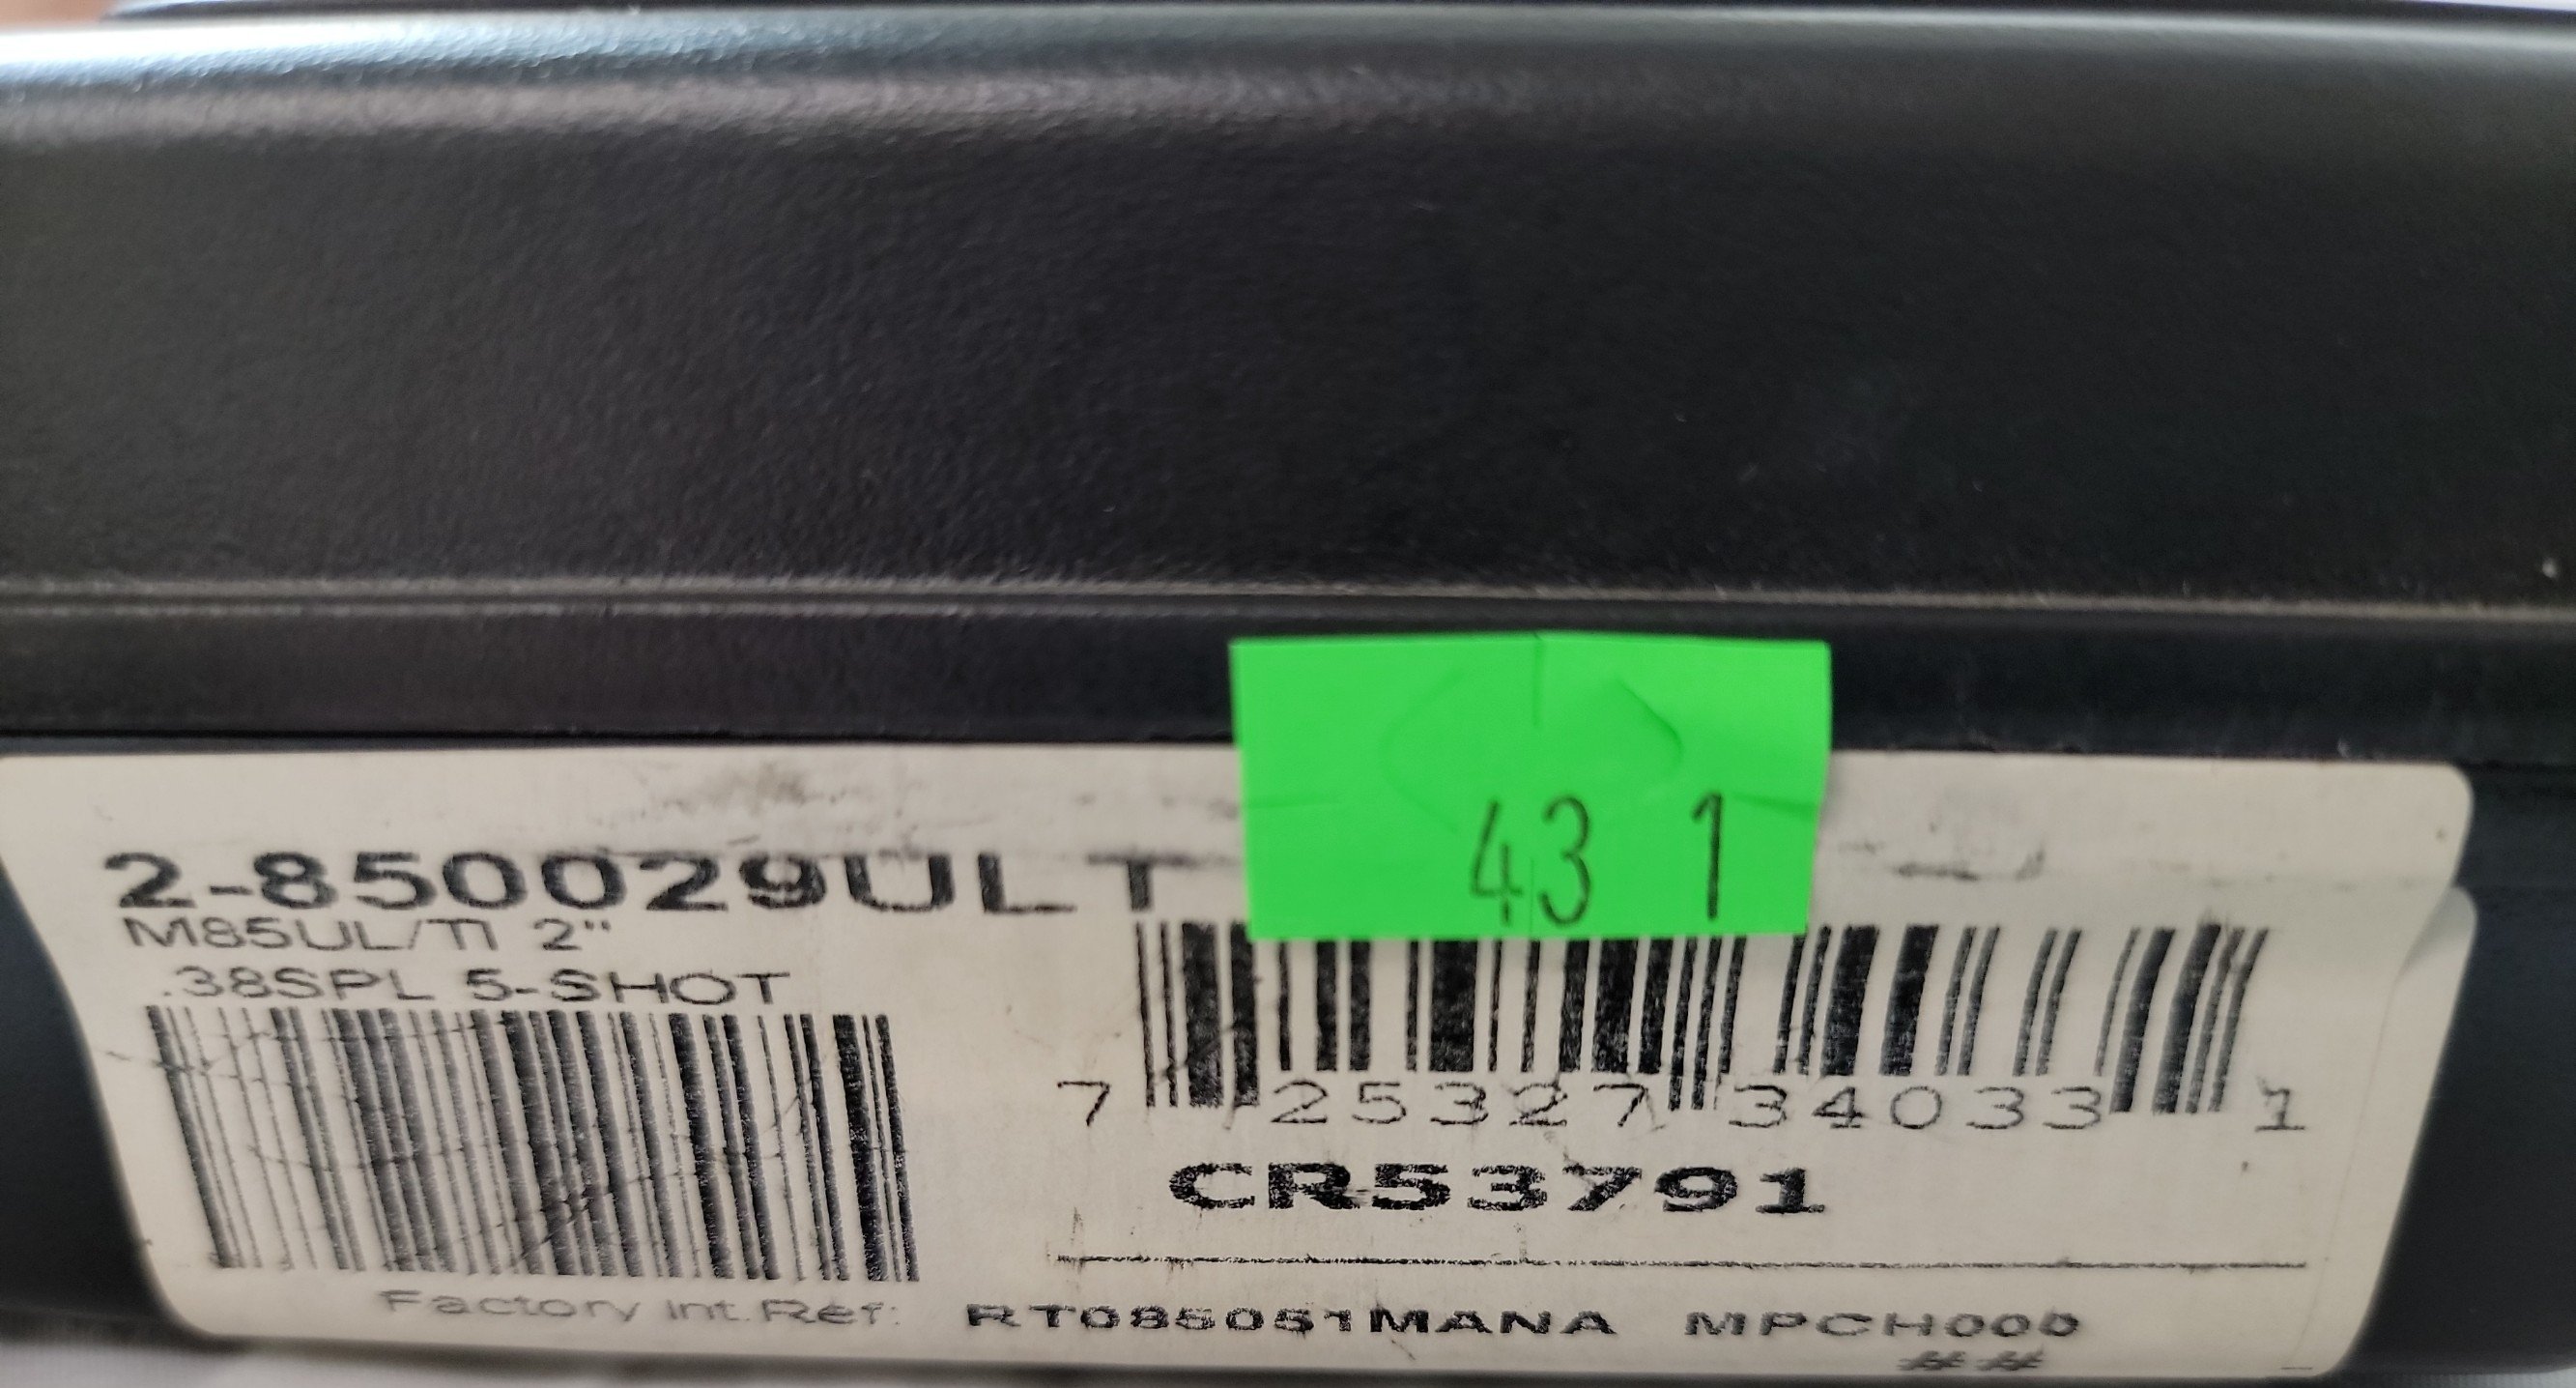 43 1
2-850029ULT
M85UL/TI 2"
.38SPL 5-SHOT
7 25327 34033 1
CR53791
Factory Int.Ref: RT085051MANA MPCH000
##